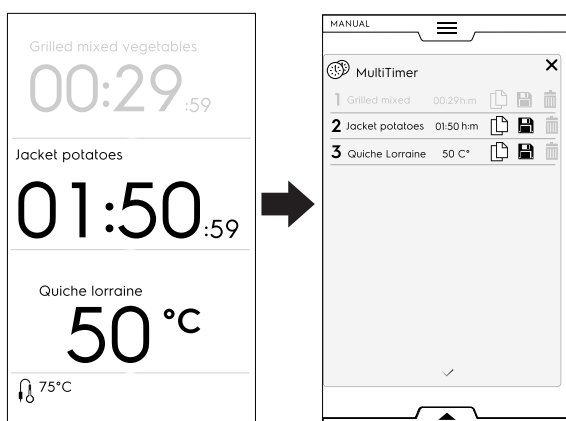 Grilled mixed vegetables
00:29:59
Jacket potatoes
01:50:59
Quiche lorraine
50 °C
75°C
MANUAL
MultiTimer
1 Grilled mixed 00:29 h:m
2 Jacket potatoes 01:50 h:m
3 Quiche Lorraine 50 C°